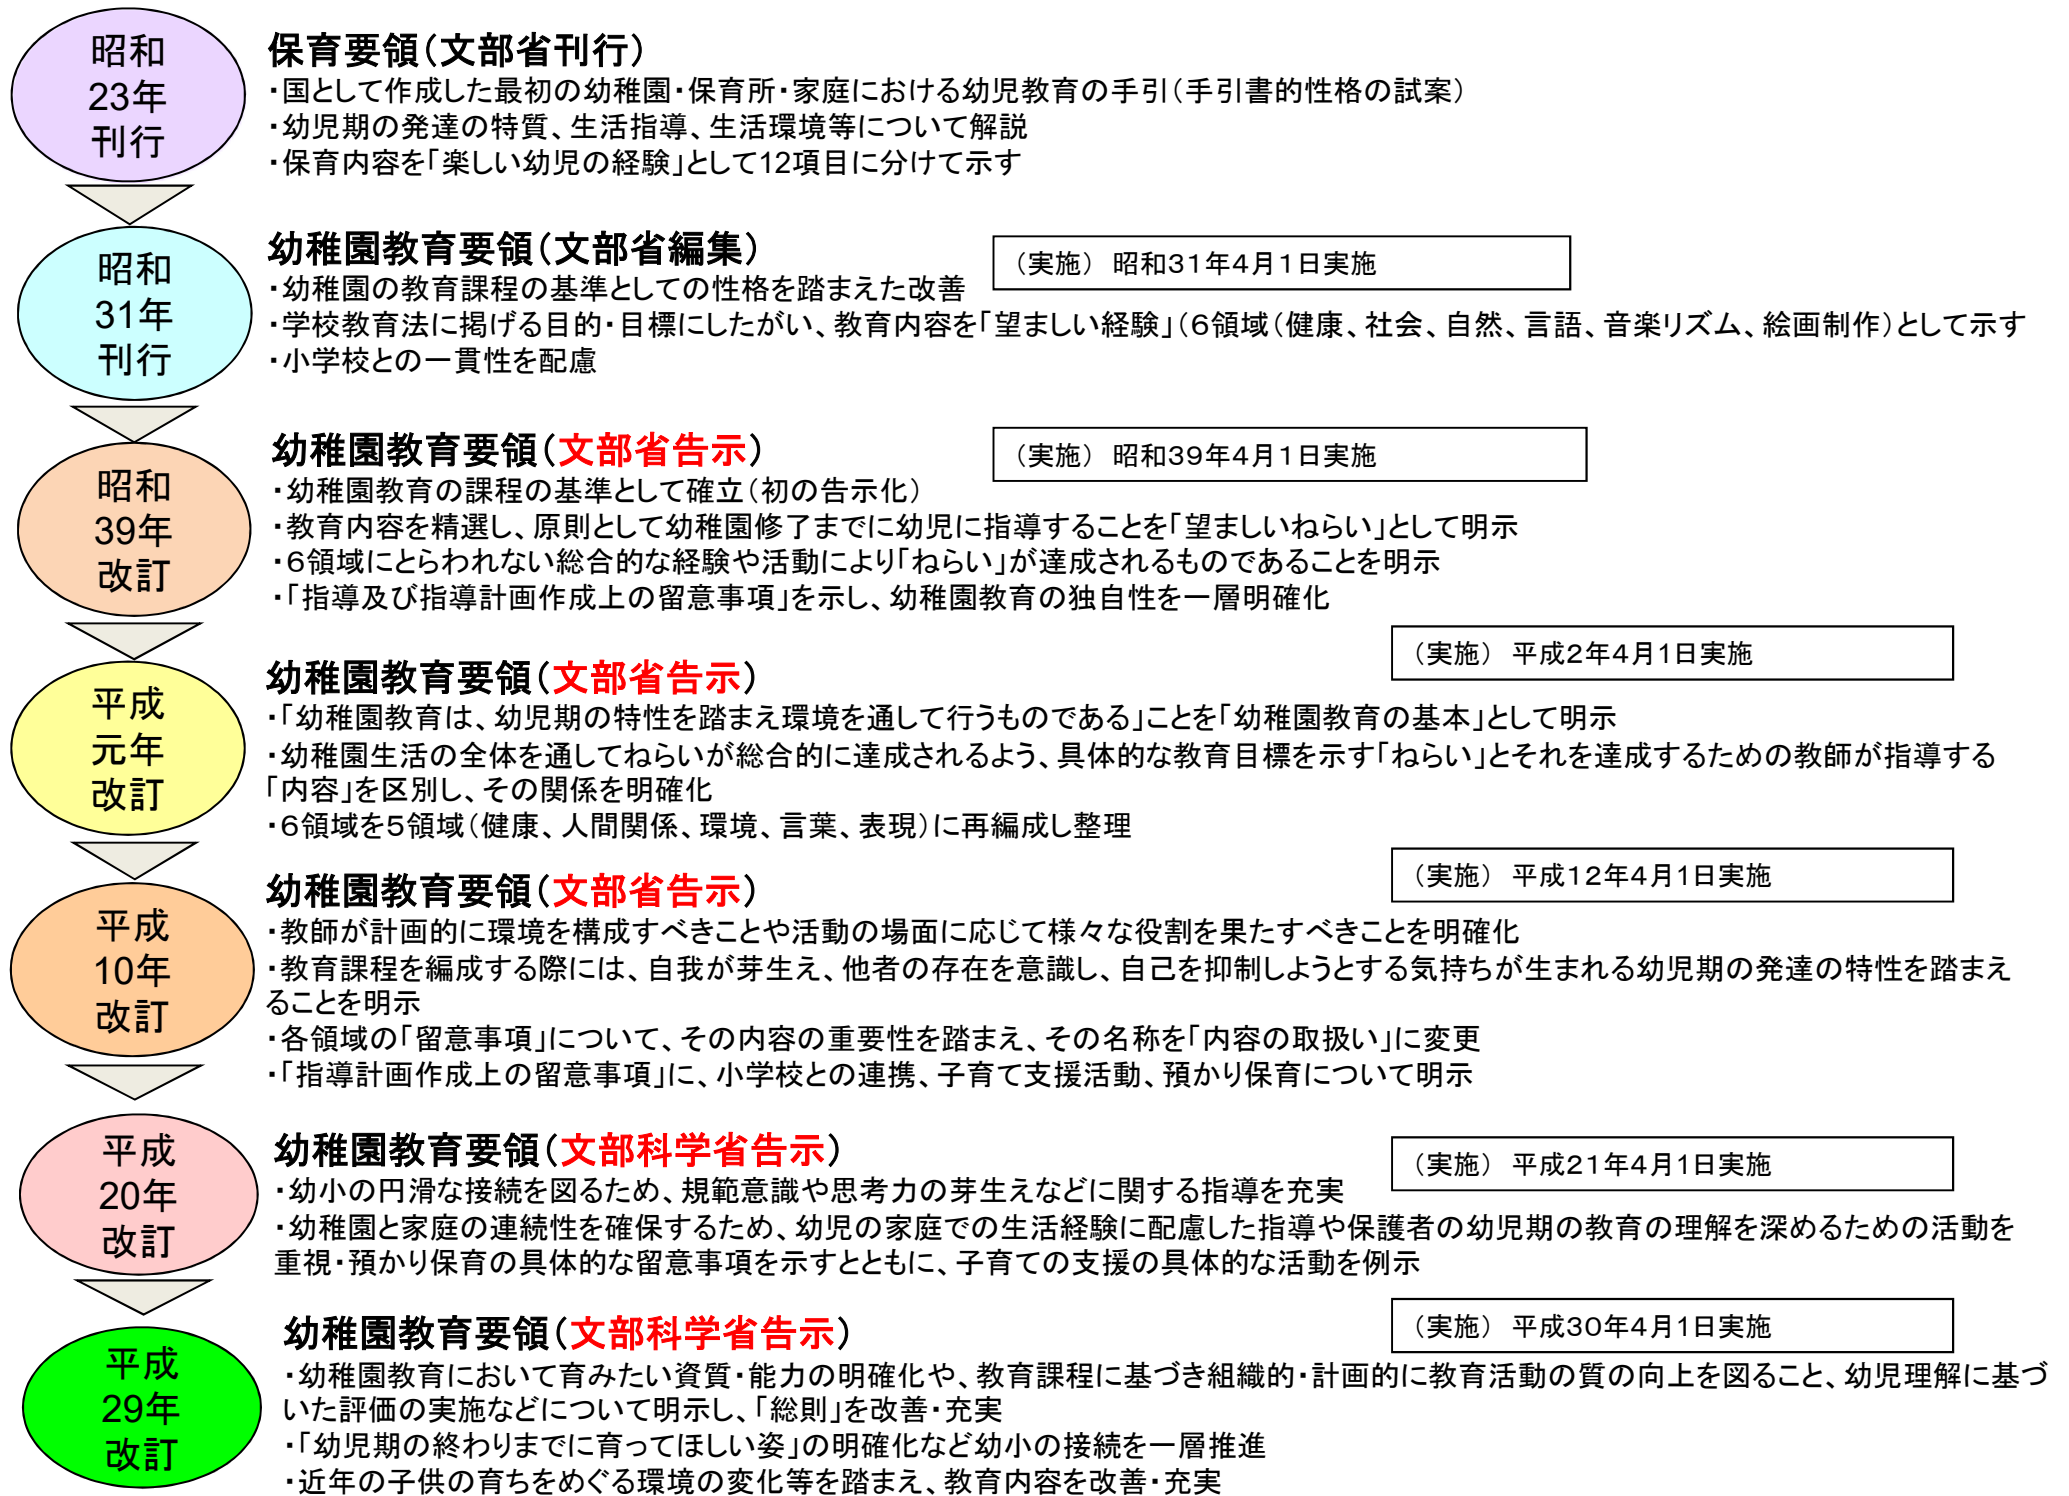 昭和
23年
刊行
保育要領（文部省刊行）
・国として作成した最初の幼稚園・保育所・家庭における幼児教育の手引（手引書的性格の試案）
・幼児期の発達の特質、生活指導、生活環境等について解説
・保育内容を「楽しい幼児の経験」として12項目に分けて示す
昭和
31年
刊行
幼稚園教育要領（文部省編集）
（実施） 昭和３１年４月１日実施
・幼稚園の教育課程の基準としての性格を踏まえた改善
・学校教育法に掲げる目的・目標にしたがい、教育内容を「望ましい経験」（６領域（健康、社会、自然、言語、音楽リズム、絵画制作）として示す
・小学校との一貫性を配慮
昭和
39年
改訂
幼稚園教育要領（文部省告示）
（実施） 昭和３９年４月１日実施
・幼稚園教育の課程の基準として確立（初の告示化）
・教育内容を精選し、原則として幼稚園修了までに幼児に指導することを「望ましいねらい」として明示
・６領域にとらわれない総合的な経験や活動により「ねらい」が達成されるものであることを明示
・「指導及び指導計画作成上の留意事項」を示し、幼稚園教育の独自性を一層明確化
平成
元年
改訂
幼稚園教育要領（文部省告示）
（実施） 平成２年４月１日実施
・「幼稚園教育は、幼児期の特性を踏まえ環境を通して行うものである」ことを「幼稚園教育の基本」として明示
・幼稚園生活の全体を通してねらいが総合的に達成されるよう、具体的な教育目標を示す「ねらい」とそれを達成するための教師が指導する
「内容」を区別し、その関係を明確化
・６領域を５領域（健康、人間関係、環境、言葉、表現）に再編成し整理
平成
10年
改訂
幼稚園教育要領（文部省告示）
（実施） 平成１２年４月１日実施
・教師が計画的に環境を構成すべきことや活動の場面に応じて様々な役割を果たすべきことを明確化
・教育課程を編成する際には、自我が芽生え、他者の存在を意識し、自己を抑制しようとする気持ちが生まれる幼児期の発達の特性を踏まえ
ることを明示
・各領域の「留意事項」について、その内容の重要性を踏まえ、その名称を「内容の取扱い」に変更
・「指導計画作成上の留意事項」に、小学校との連携、子育て支援活動、預かり保育について明示
平成
20年
改訂
幼稚園教育要領（文部科学省告示）
（実施） 平成２１年４月１日実施
・幼小の円滑な接続を図るため、規範意識や思考力の芽生えなどに関する指導を充実
・幼稚園と家庭の連続性を確保するため、幼児の家庭での生活経験に配慮した指導や保護者の幼児期の教育の理解を深めるための活動を
重視・預かり保育の具体的な留意事項を示すとともに、子育ての支援の具体的な活動を例示
平成
29年
改訂
幼稚園教育要領（文部科学省告示）
（実施） 平成３０年４月１日実施
・幼稚園教育において育みたい資質・能力の明確化や、教育課程に基づき組織的・計画的に教育活動の質の向上を図ること、幼児理解に基づ
いた評価の実施などについて明示し、「総則」を改善・充実
・「幼児期の終わりまでに育ってほしい姿」の明確化など幼小の接続を一層推進
・近年の子供の育ちをめぐる環境の変化等を踏まえ、教育内容を改善・充実